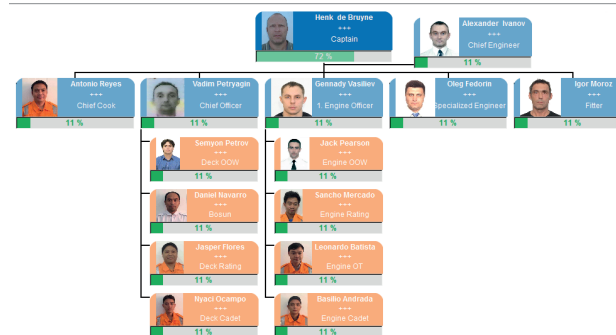 Henk de Bruyne
+++
Captain
72 %
Alexander Ivanov
+++
Chief Engineer
11 %
Antonio Reyes
+++
Chief Cook
11 %
Vadim Petryagin
+++
Chief Officer
11 %
Gennady Vasiliev
+++
1. Engine Officer
11 %
Oleg Fedorin
+++
Specialized Engineer
11 %
Igor Moroz
+++
Fitter
11 %
Semyon Petrov
+++
Deck OOW
11 %
Jack Pearson
+++
Engine OOW
11 %
Daniel Navarro
+++
Bosun
11 %
Sancho Mercado
+++
Engine Rating
11 %
Jasper Flores
+++
Deck Rating
11 %
Leonardo Batista
+++
Engine OT
11 %
Nyaci Ocampo
+++
Deck Cadet
11 %
Basilio Andrada
+++
Engine Cadet
11 %